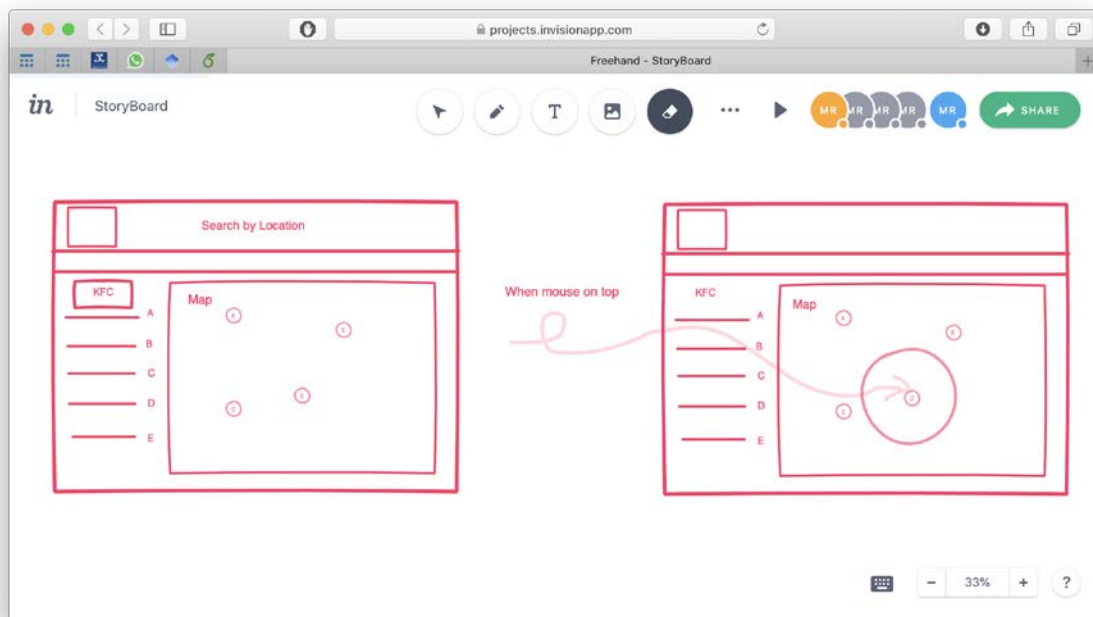 projects.invisionapp.com
Freehand - StoryBoard
in
StoryBoard
T
MR
MR
MR
MR
MR
SHARE
Search by Location
KFC
A
B
C
D
E
Map
When mouse on top
KFC
A
B
C
D
E
Map
33%
?